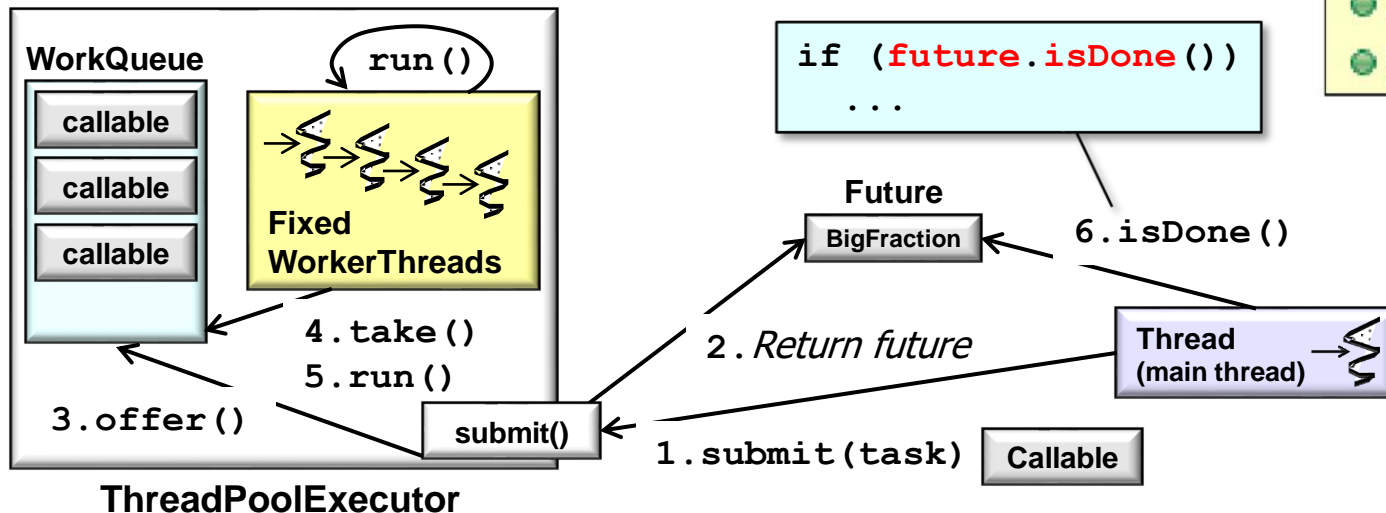 WorkQueue
callable
callable
callable
run()
Fixed
WorkerThreads
4.take()
5.run()
3.offer()
submit()
ThreadPoolExecutor
if (future.isDone())
...
Future
BigFraction
6.isDone()
2.Return future
Thread
(main thread)
1.submit(task)
Callable